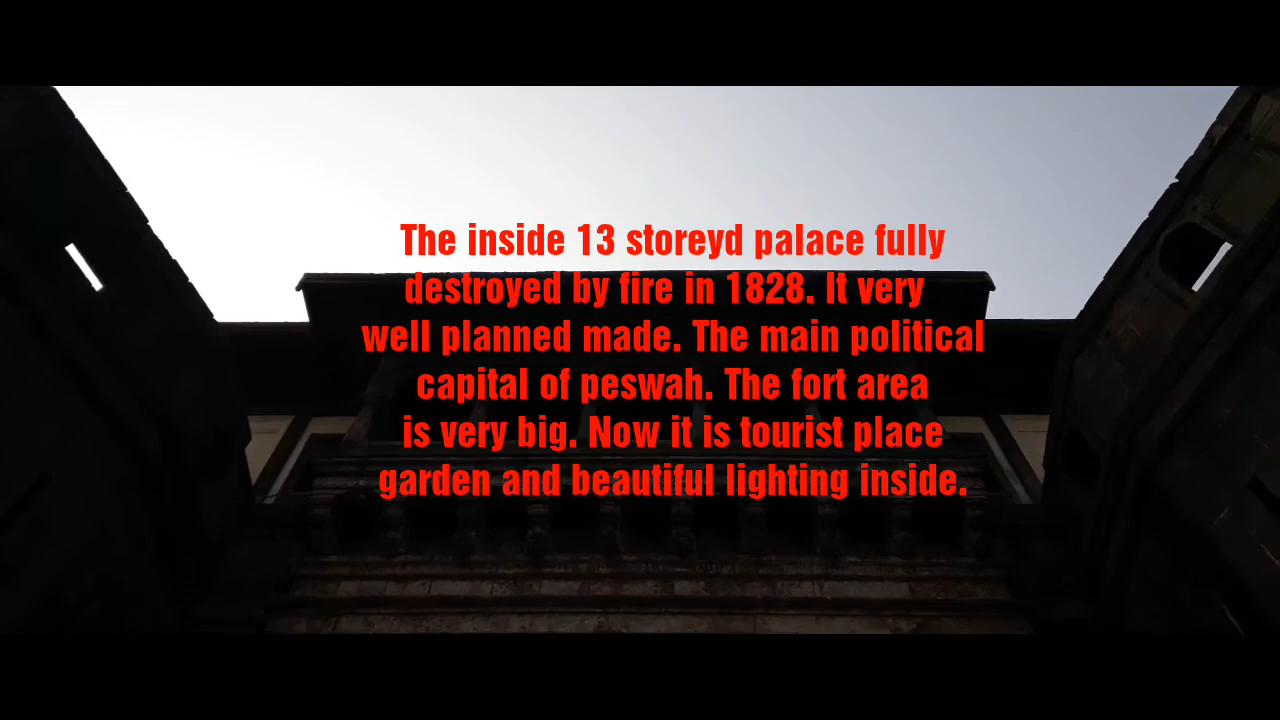 The inside 13 storeyd palace fully
destroyed by fire in 1828. It very
well planned made. The main political
capital of peswah. The fort area
is very big. Now it is tourist place
garden and beautiful lighting inside.